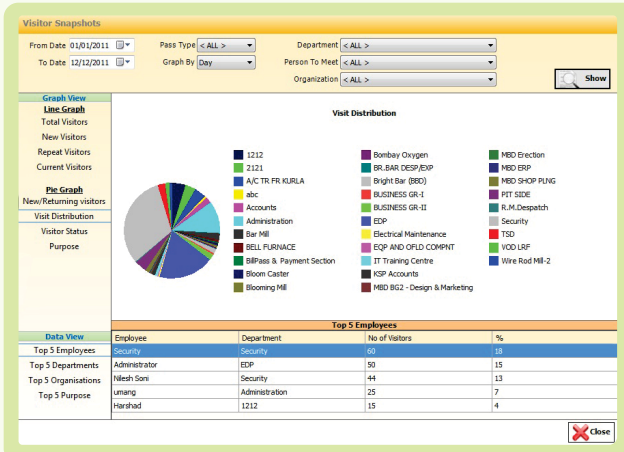 Visitor Snapshots
From Date 01/01/2011 Pass Type < ALL > Department < ALL >
To Date 12/12/2011 Graph By Day Person To Meet < ALL >
Organization < ALL >
Show
Graph View
Line Graph
Total Visitors
New Visitors
Repeat Visitors
Current Visitors
Pie Graph
New/Returning visitors
Visit Distribution
Visitor Status
Purpose
Visit Distribution
1212 Bombay Oxygen MBD Erection
2121 BR.BAR DESP/EXP MBD ERP
A/C TR FR KURLA Bright Bar (BBD) MBD SHOP PLNG
abc BUSINESS GR-I PIT SIDE
Accounts BUSINESS GR-II R.M.Despatch
Administration EDP Security
Bar Mill Electrical Maintenance TSD
BELL FURNACE EQP AND OFLD COMPNT VOD LRF
BillPass & Payment Section IT Training Centre Wire Rod Mill-2
Bloom Caster KSP Accounts
Blooming Mill MBD BG2 - Design & Marketing
Data View
Top 5 Employees
Top 5 Departments
Top 5 Organisations
Top 5 Purpose
Top 5 Employees
Employee Department No of Visitors %
Security Security 60 18
Administrator EDP 50 15
Nilesh Soni Security 44 13
umang Administration 25 7
Harshad 1212 15 4
Close